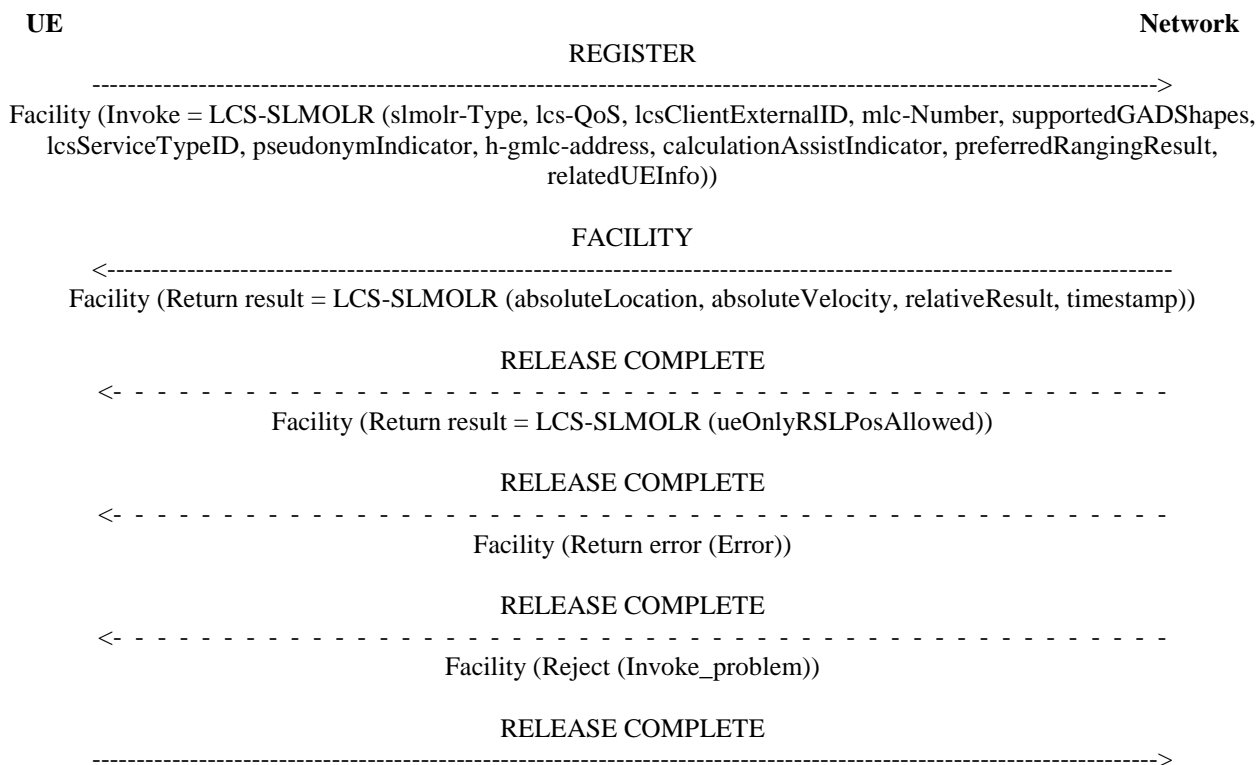 UE Network
REGISTER
------------------------------------------------------------------------------------------------------------------------>
Facility (Invoke = LCS-SLMOLR (slmolr-Type, lcs-QoS, lcsClientExternalID, mlc-Number, supportedGADShapes,
lcsServiceTypeID, pseudonymIndicator, h-gmlc-address, calculationAssistIndicator, preferredRangingResult,
relatedUEInfo))
FACILITY
<------------------------------------------------------------------------------------------------------------------------
Facility (Return result = LCS-SLMOLR (absoluteLocation, absoluteVelocity, relativeResult, timestamp))
RELEASE COMPLETE
<- - - - - - - - - - - - - - - - - - - - - - - - - - - - - - - - - - - - - - - - - - - - - - - - -
Facility (Return result = LCS-SLMOLR (ueOnlyRSLPosAllowed))
RELEASE COMPLETE
<- - - - - - - - - - - - - - - - - - - - - - - - - - - - - - - - - - - - - - - - - - - - - - - - -
Facility (Return error (Error))
RELEASE COMPLETE
<- - - - - - - - - - - - - - - - - - - - - - - - - - - - - - - - - - - - - - - - - - - - - - - - -
Facility (Reject (Invoke_problem))
RELEASE COMPLETE
------------------------------------------------------------------------------------------------------------------------>